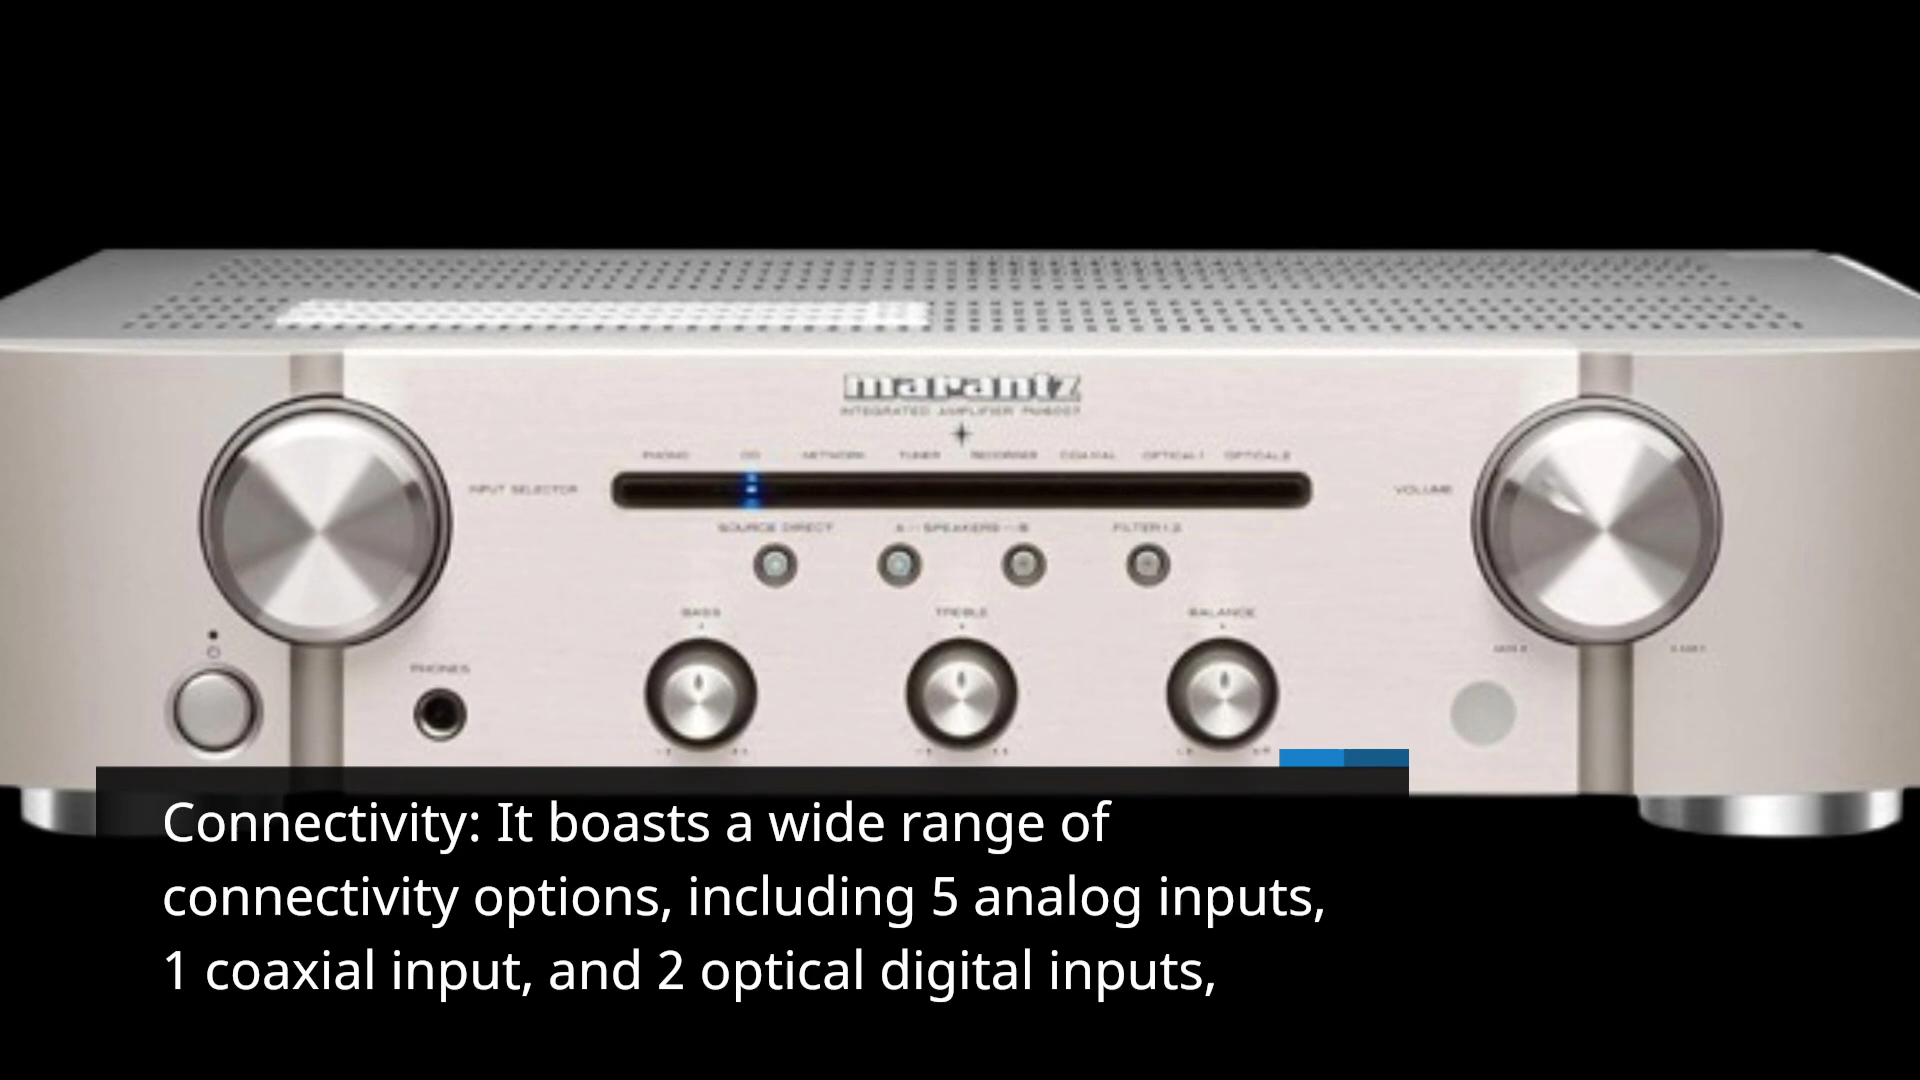 marantz
INTEGRATED AMPLIFIER PM6007
PHONO CD NETWORK TUNER RECORDER COAXIAL OPTICAL 1 OPTICAL 2
INPUT SELECTOR
VOLUME
SOURCE DIRECT A - SPEAKERS - B FILTER 1.2
BASS TREBLE BALANCE
PHONES
Connectivity: It boasts a wide range of
connectivity options, including 5 analog inputs,
1 coaxial input, and 2 optical digital inputs,